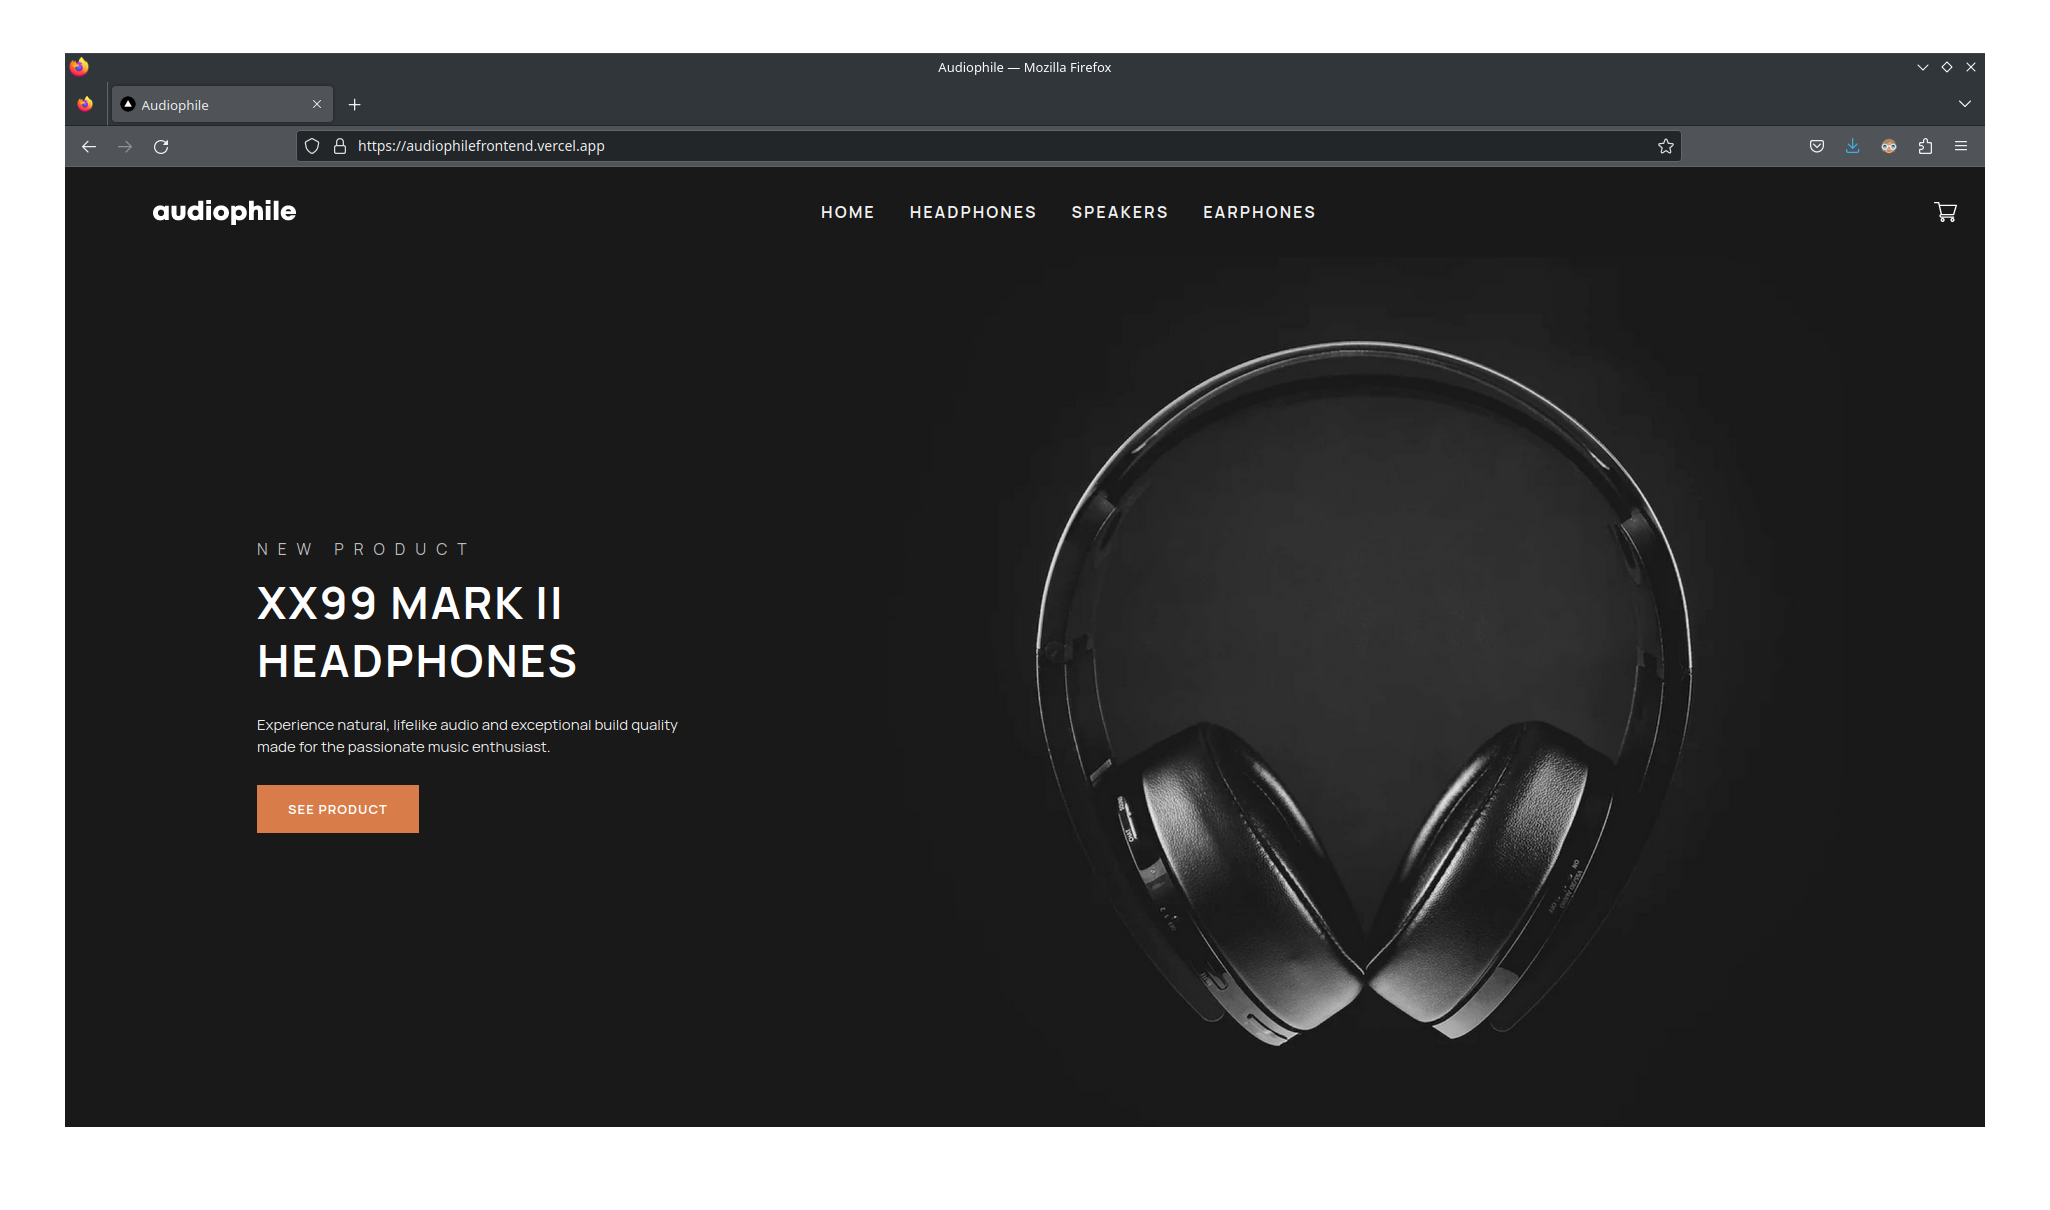 Audiophile — Mozilla Firefox
Audiophile
https://audiophilefrontend.vercel.app
audiophile
HOME HEADPHONES SPEAKERS EARPHONES
NEW PRODUCT
XX99 MARK II
HEADPHONES
Experience natural, lifelike audio and exceptional build quality
made for the passionate music enthusiast.
SEE PRODUCT